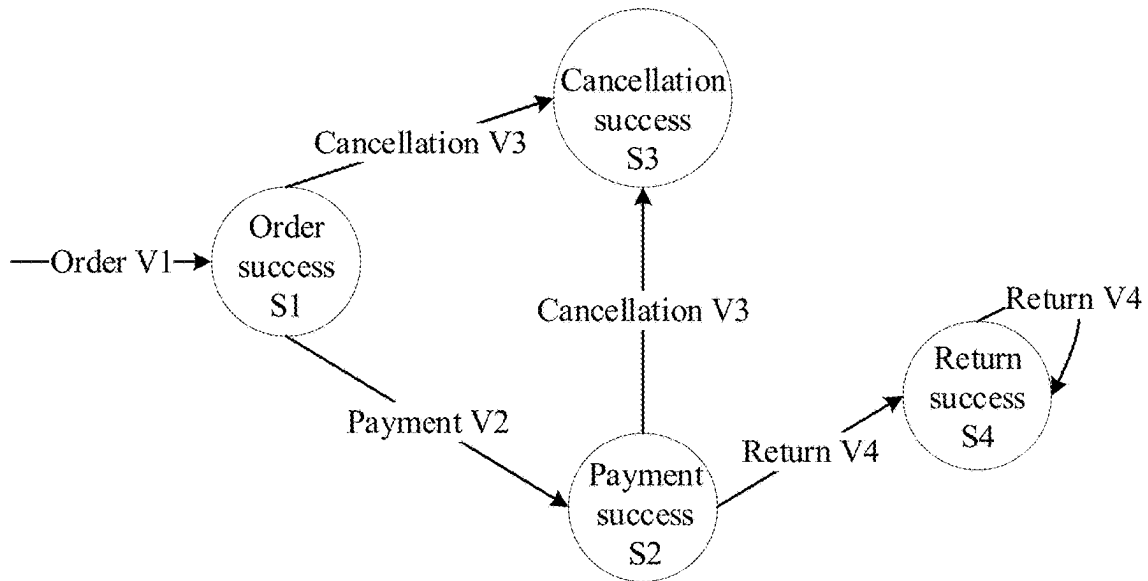 Cancellation
success
S3
Cancellation V3
Order
success
S1
Order V1
Cancellation V3
Return V4
Return
success
S4
Payment V2
Return V4
Payment
success
S2